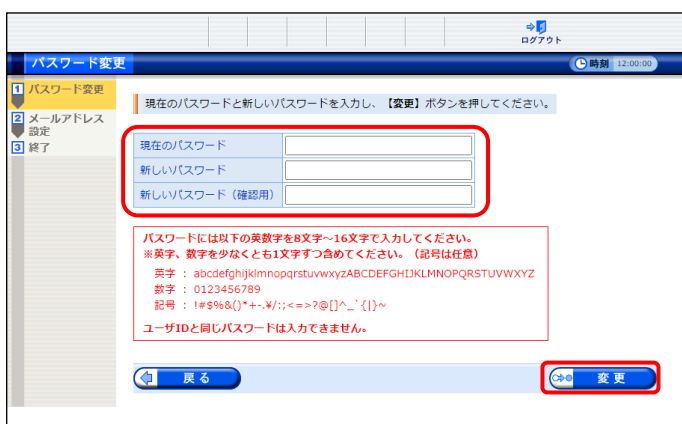 ログアウト
パスワード変更
時刻 12:00:00
1 パスワード変更
2 メールアドレス
設定
3 終了
現在のパスワードと新しいパスワードを入力し、【変更】ボタンを押してください。
現在のパスワード
新しいパスワード
新しいパスワード（確認用）
パスワードには以下の英数字を8文字～16文字で入力してください。
※英字、数字を少なくとも1文字ずつ含めてください。（記号は任意）
英字 : abcdefghijklmnopqrstuvwxyzABCDEFGHIJKLMNOPQRSTUVWXYZ
数字 : 0123456789
記号 : !#$%&()*+-.¥/:;<=>?@[]^_`{|}~
ユーザIDと同じパスワードは入力できません。
戻る
変更